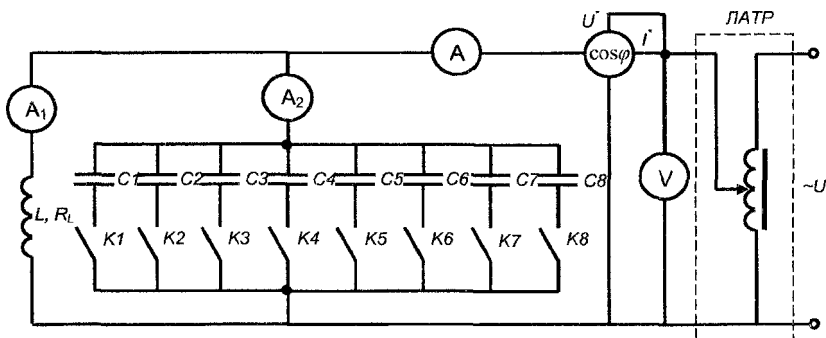 U* ЛАТР
I*
A cosφ
A₁ A₂
C1 C2 C3 C4 C5 C6 C7 C8
V ~U
L, R_L
K1 K2 K3 K4 K5 K6 K7 K8